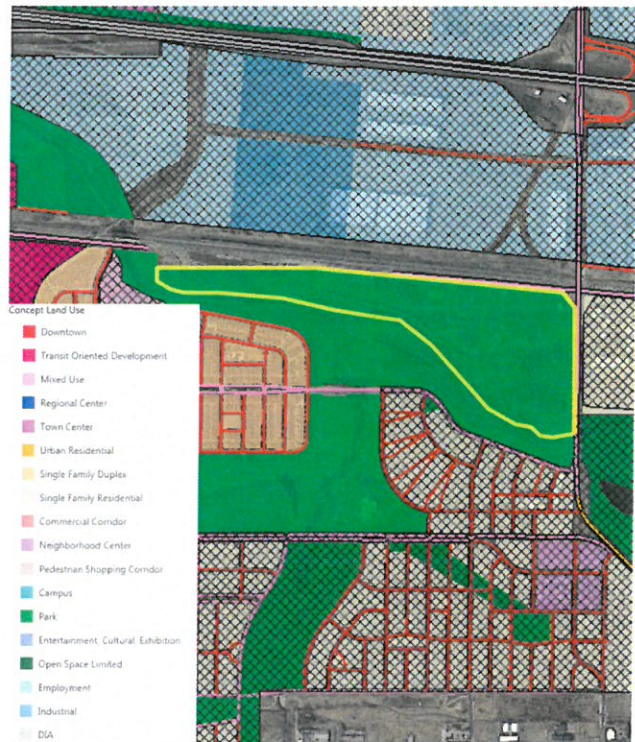 Concept Land Use
Downtown
Transit Oriented Development
Mixed Use
Regional Center
Town Center
Urban Residential
Single Family Duplex
Single Family Residential
Commercial Corridor
Neighborhood Center
Pedestrian Shopping Corridor
Campus
Park
Entertainment, Cultural, Exhibition
Open Space Limited
Employment
Industrial
DIA